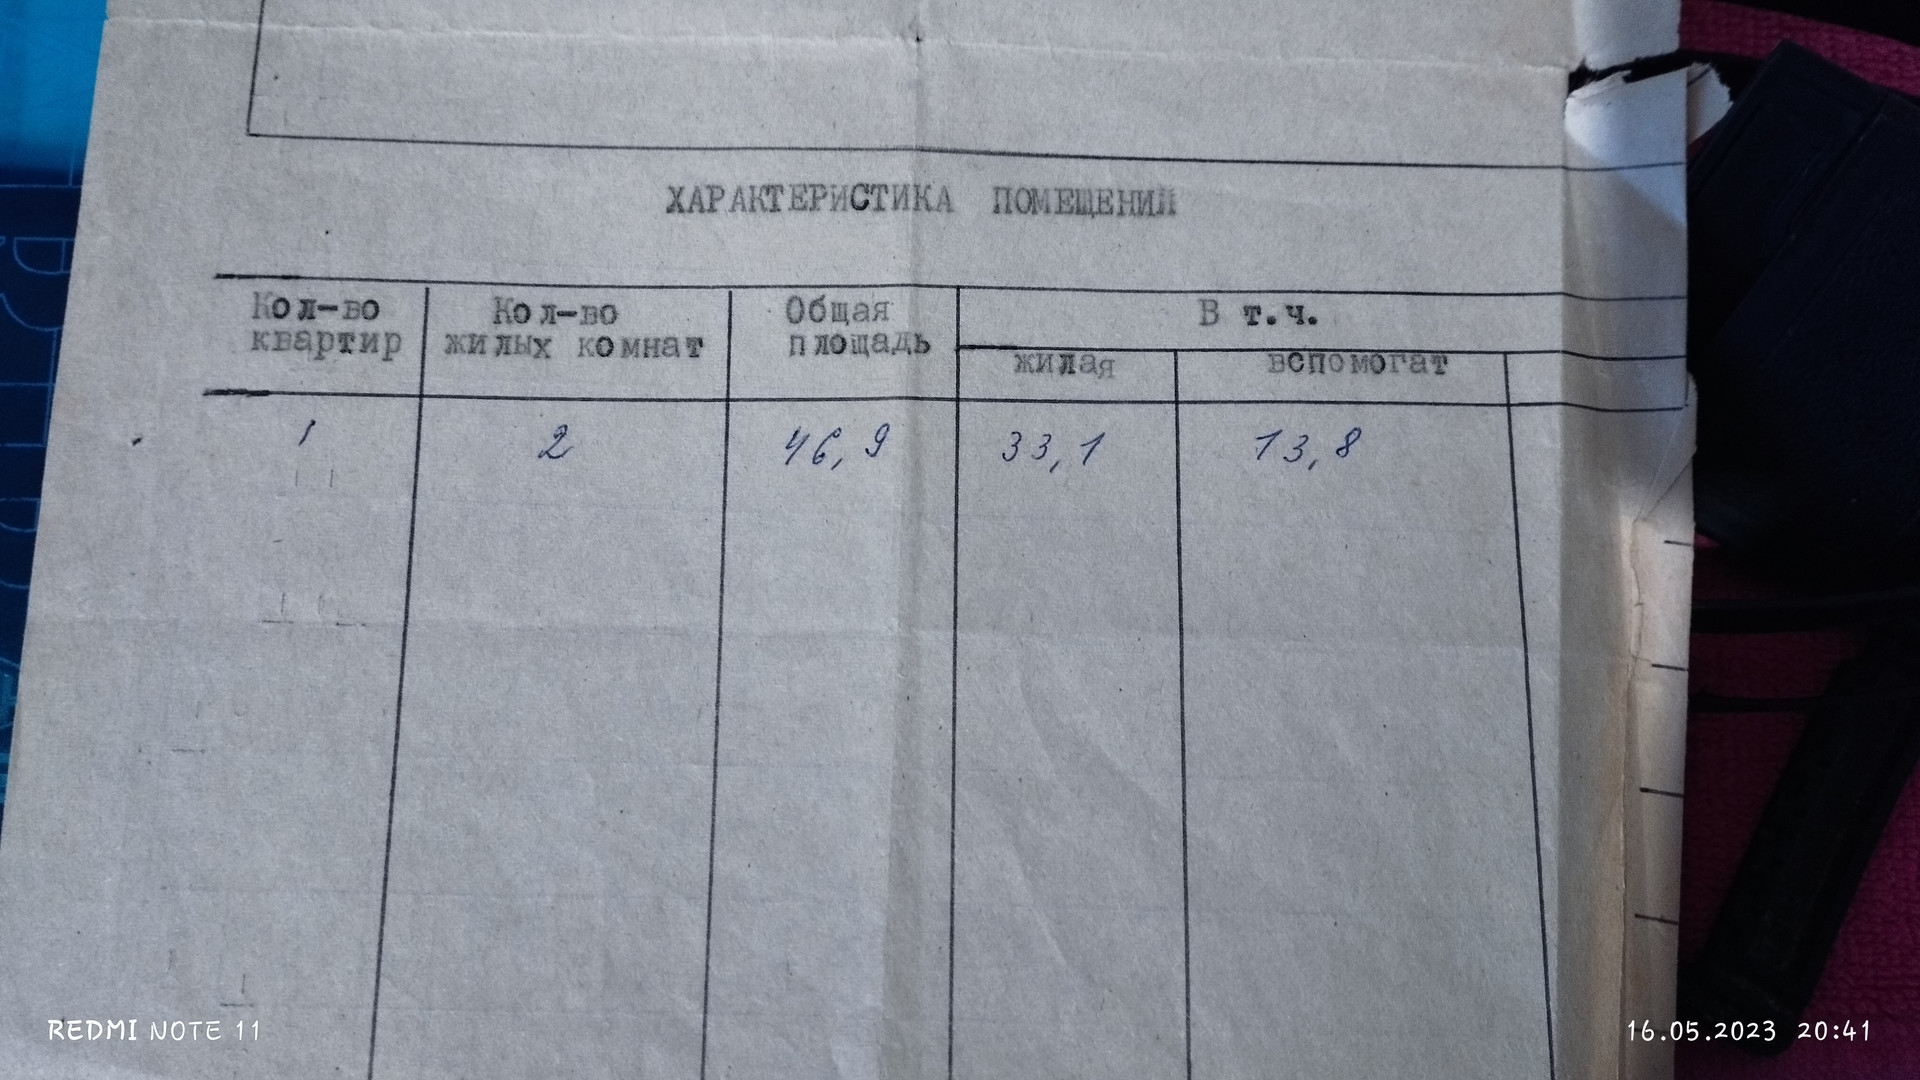 ХАРАКТЕРИСТИКА ПОМЕЩЕНИЙ
Кол-во квартир
Кол-во жилых комнат
Общая площадь
В т.ч.
жилая
вспомогат
1
2
46,9
33,1
13,8
REDMI NOTE 11
16.05.2023 20:41